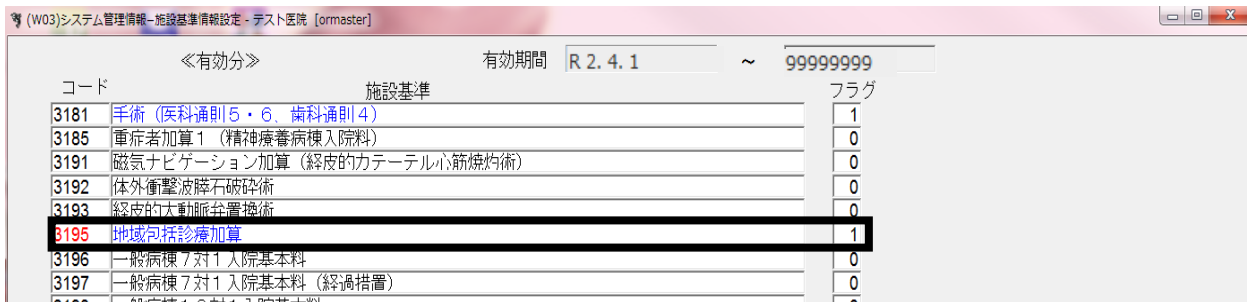 (W03)システム管理情報−施設基準情報設定 - テスト医院 [ormaster]
≪有効分≫ 有効期間 R 2. 4. 1 ~ 99999999
コード 施設基準 フラグ
3181 手術（医科通則５・６、歯科通則４） 1
3185 重症者加算１（精神療養病棟入院料） 0
3191 磁気ナビゲーション加算（経皮的カテーテル心筋焼灼術） 0
3192 体外衝撃波膵石破砕術 0
3193 経皮的大動脈弁置換術 0
3195 地域包括診療加算 1
3196 一般病棟７対１入院基本料 0
3197 一般病棟７対１入院基本料（経過措置） 0